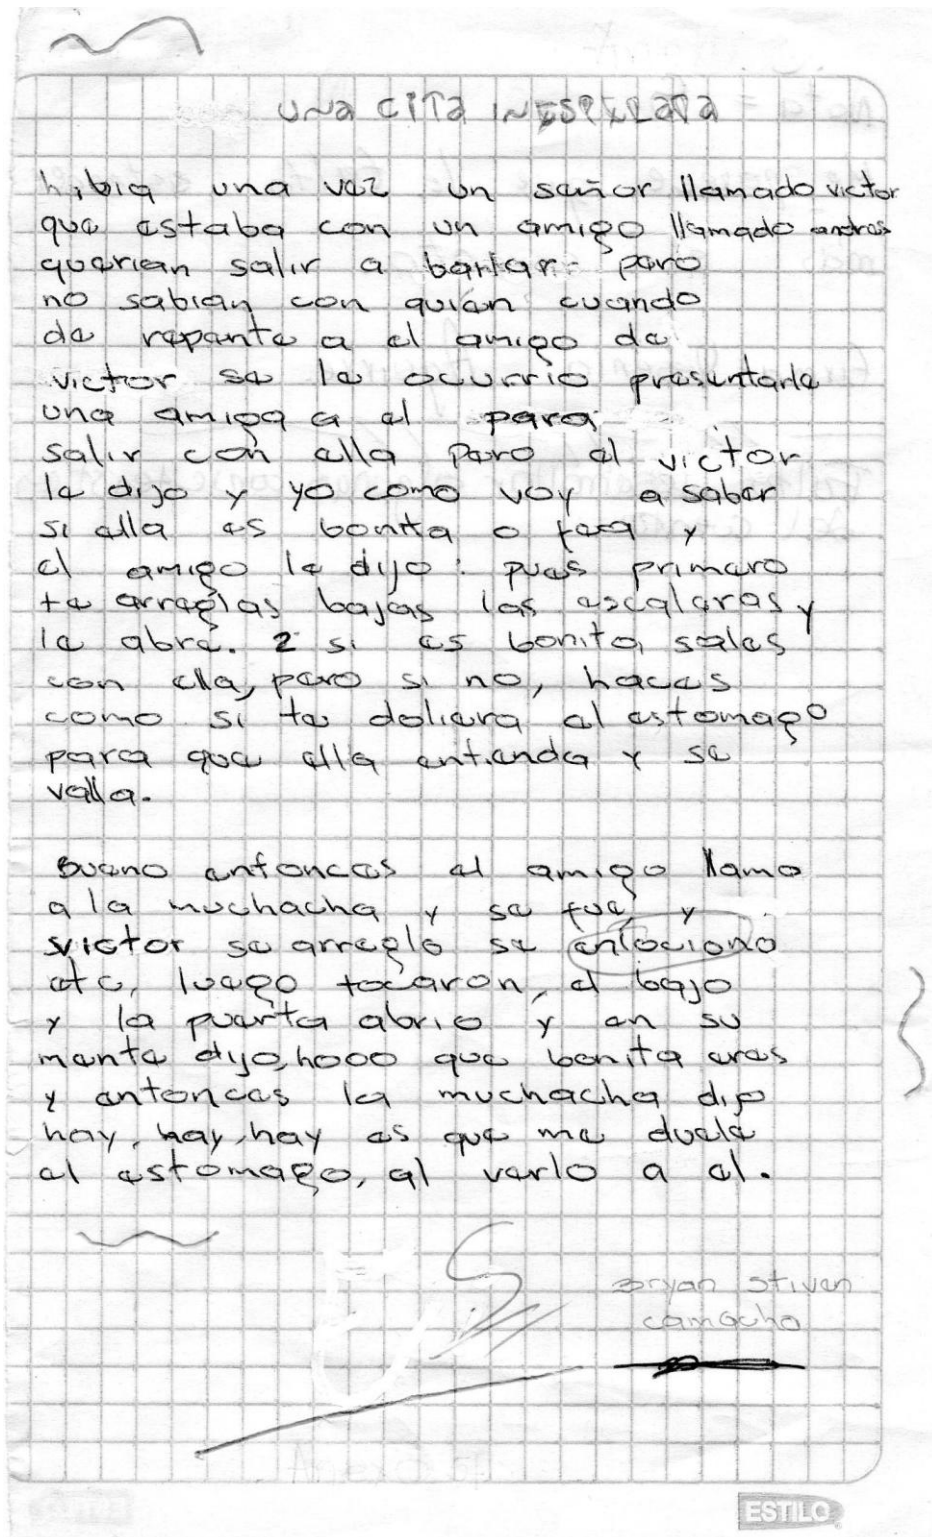 UNA CITA INESPERADA
habia una vez un señor llamado victor
que estaba con un amigo llamado andres
querian salir a bailar pero
no sabian con quien cuando
de repente a el amigo de
victor se le ocurrio presentarle
una amiga a el para
salir con ella pero el victor
le dijo y yo como voy a saber
si ella es bonita o fea y
el amigo le dijo: pues primero
te arreglas bajas las escaleras y
le abre. 2 si es bonita, sales
con ella, pero si no, haces
como si te doliera el estomago
para que ella entienda y se
valla.
Bueno entonces el amigo llamo
a la muchacha y se fue, y
victor se arreglo se enlociono
etc, luego tocaron, el bajo
y la puerta abrio y en su
mente dijo, hooo que bonita eres
y entonces la muchacha dijo
hay, hay, hay es que me duele
el estomago, al verlo a el.
Bryan Stiven
camacho
ESTILO